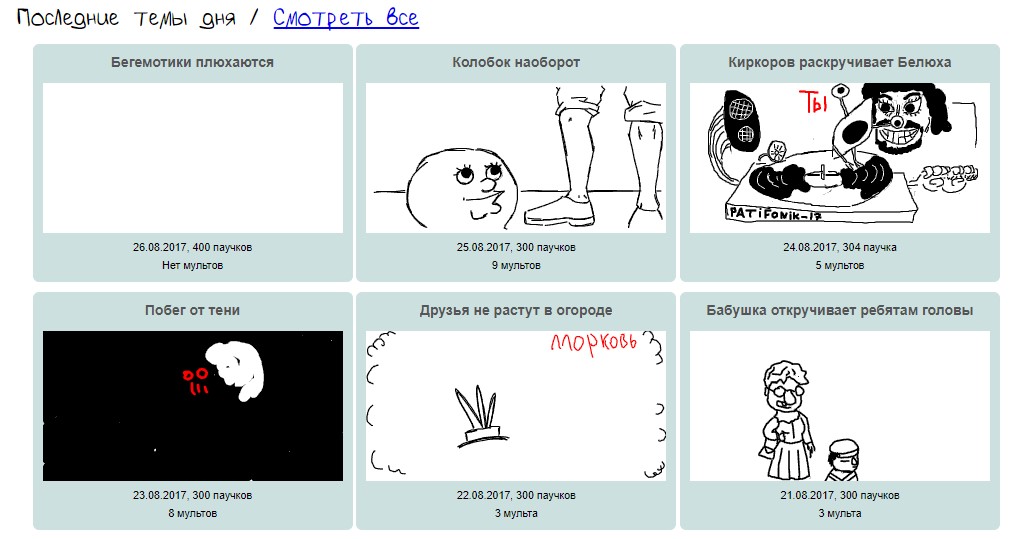 Последние темы дня / Смотреть все
Бегемотики плюхаются
26.08.2017, 400 паучков
Нет мультов
Колобок наоборот
25.08.2017, 300 паучков
9 мультов
Киркоров раскручивает Белюха
ТЫ
PATiFONiK-17
24.08.2017, 304 паучка
5 мультов
Побег от тени
23.08.2017, 300 паучков
8 мультов
Друзья не растут в огороде
морковь
22.08.2017, 300 паучков
3 мульта
Бабушка откручивает ребятам головы
21.08.2017, 300 паучков
3 мульта